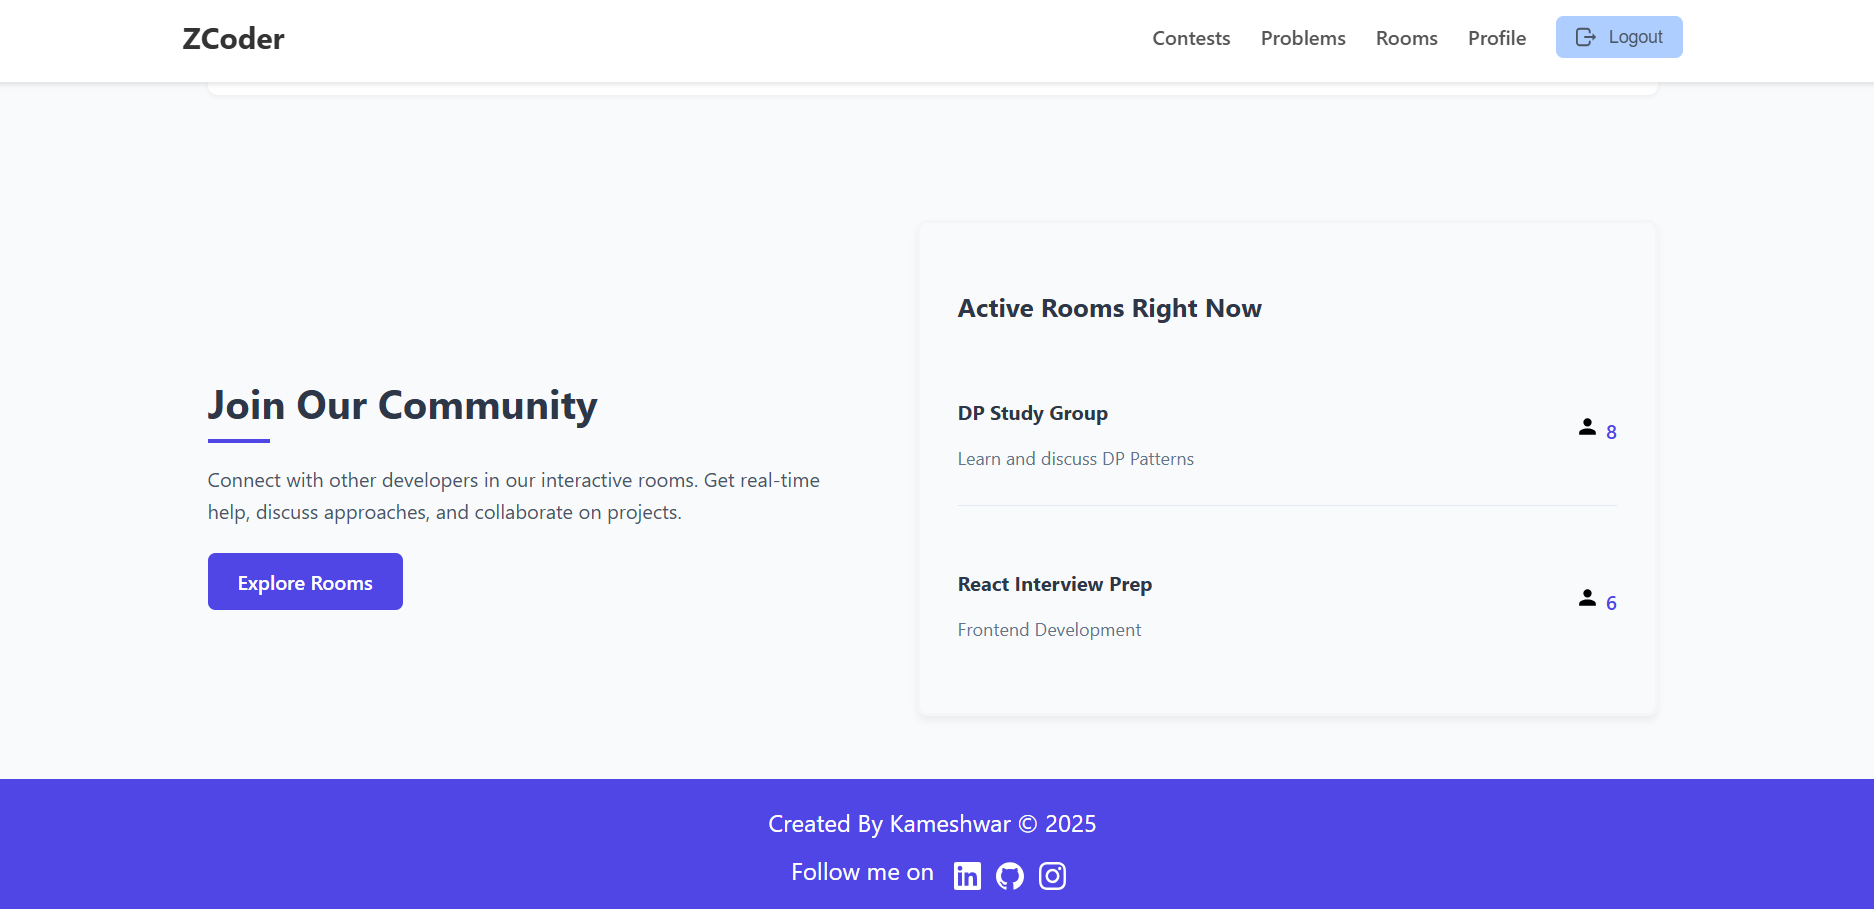 ZCoder
Contests
Problems
Rooms
Profile
Logout
Join Our Community
Connect with other developers in our interactive rooms. Get real-time
help, discuss approaches, and collaborate on projects.
Explore Rooms
Active Rooms Right Now
DP Study Group
8
Learn and discuss DP Patterns
React Interview Prep
6
Frontend Development
Created By Kameshwar © 2025
Follow me on